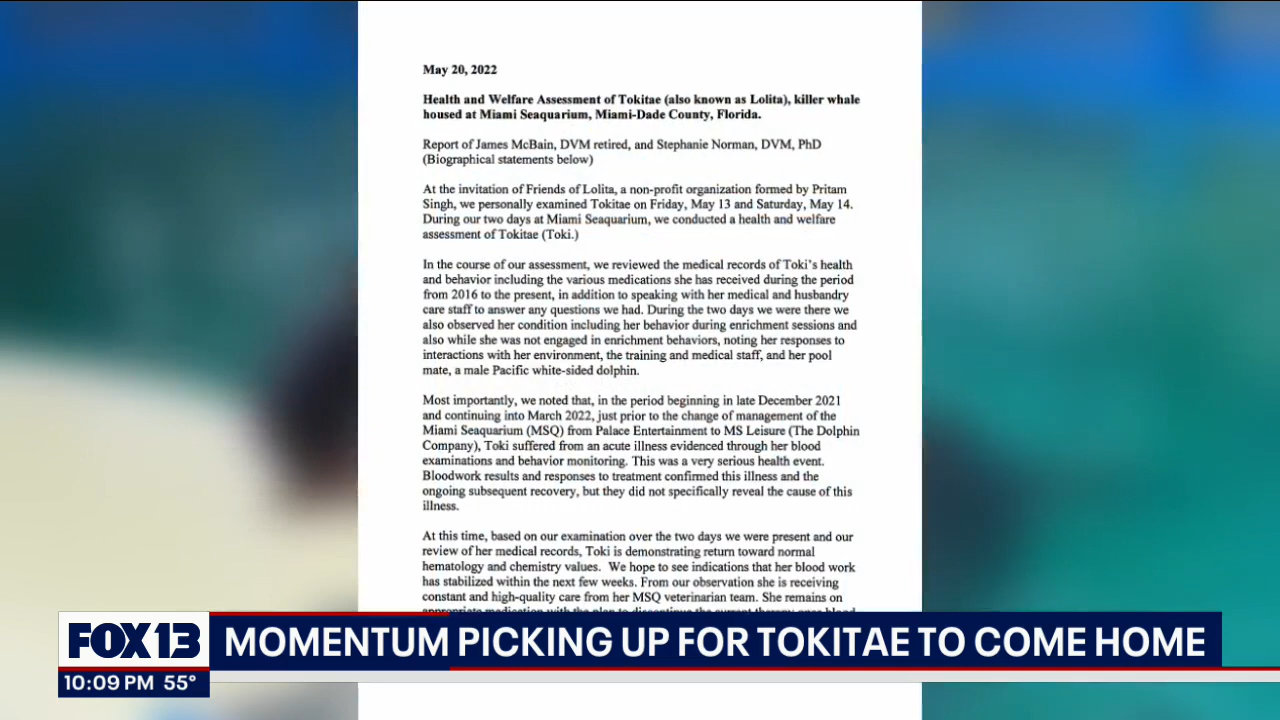 May 20, 2022
Health and Welfare Assessment of Tokitae (also known as Lolita), killer whale
housed at Miami Seaquarium, Miami-Dade County, Florida.
Report of James McBain, DVM retired, and Stephanie Norman, DVM, PhD
(Biographical statements below)
At the invitation of Friends of Lolita, a non-profit organization formed by Pritam
Singh, we personally examined Tokitae on Friday, May 13 and Saturday, May 14.
During our two days at Miami Seaquarium, we conducted a health and welfare
assessment of Tokitae (Toki.)
In the course of our assessment, we reviewed the medical records of Toki's health
and behavior including the various medications she has received during the period
from 2016 to the present, in addition to speaking with her medical and husbandry
care staff to answer any questions we had. During the two days we were there we
also observed her condition including her behavior during enrichment sessions and
also while she was not engaged in enrichment behaviors, noting her responses to
interactions with her environment, the training and medical staff, and her pool
mate, a male Pacific white-sided dolphin.
Most importantly, we noted that, in the period beginning in late December 2021
and continuing into March 2022, just prior to the change of management of the
Miami Seaquarium (MSQ) from Palace Entertainment to MS Leisure (The Dolphin
Company), Toki suffered from an acute illness evidenced through her blood
examinations and behavior monitoring. This was a very serious health event.
Bloodwork results and responses to treatment confirmed this illness and the
ongoing subsequent recovery, but they did not specifically reveal the cause of this
illness.
At this time, based on our examination over the two days we were present and our
review of her medical records, Toki is demonstrating return toward normal
hematology and chemistry values. We hope to see indications that her blood work
has stabilized within the next few weeks. From our observation she is receiving
constant and high-quality care from her MSQ veterinarian team. She remains on
FOX 13 MOMENTUM PICKING UP FOR TOKITAE TO COME HOME
10:09 PM 55°